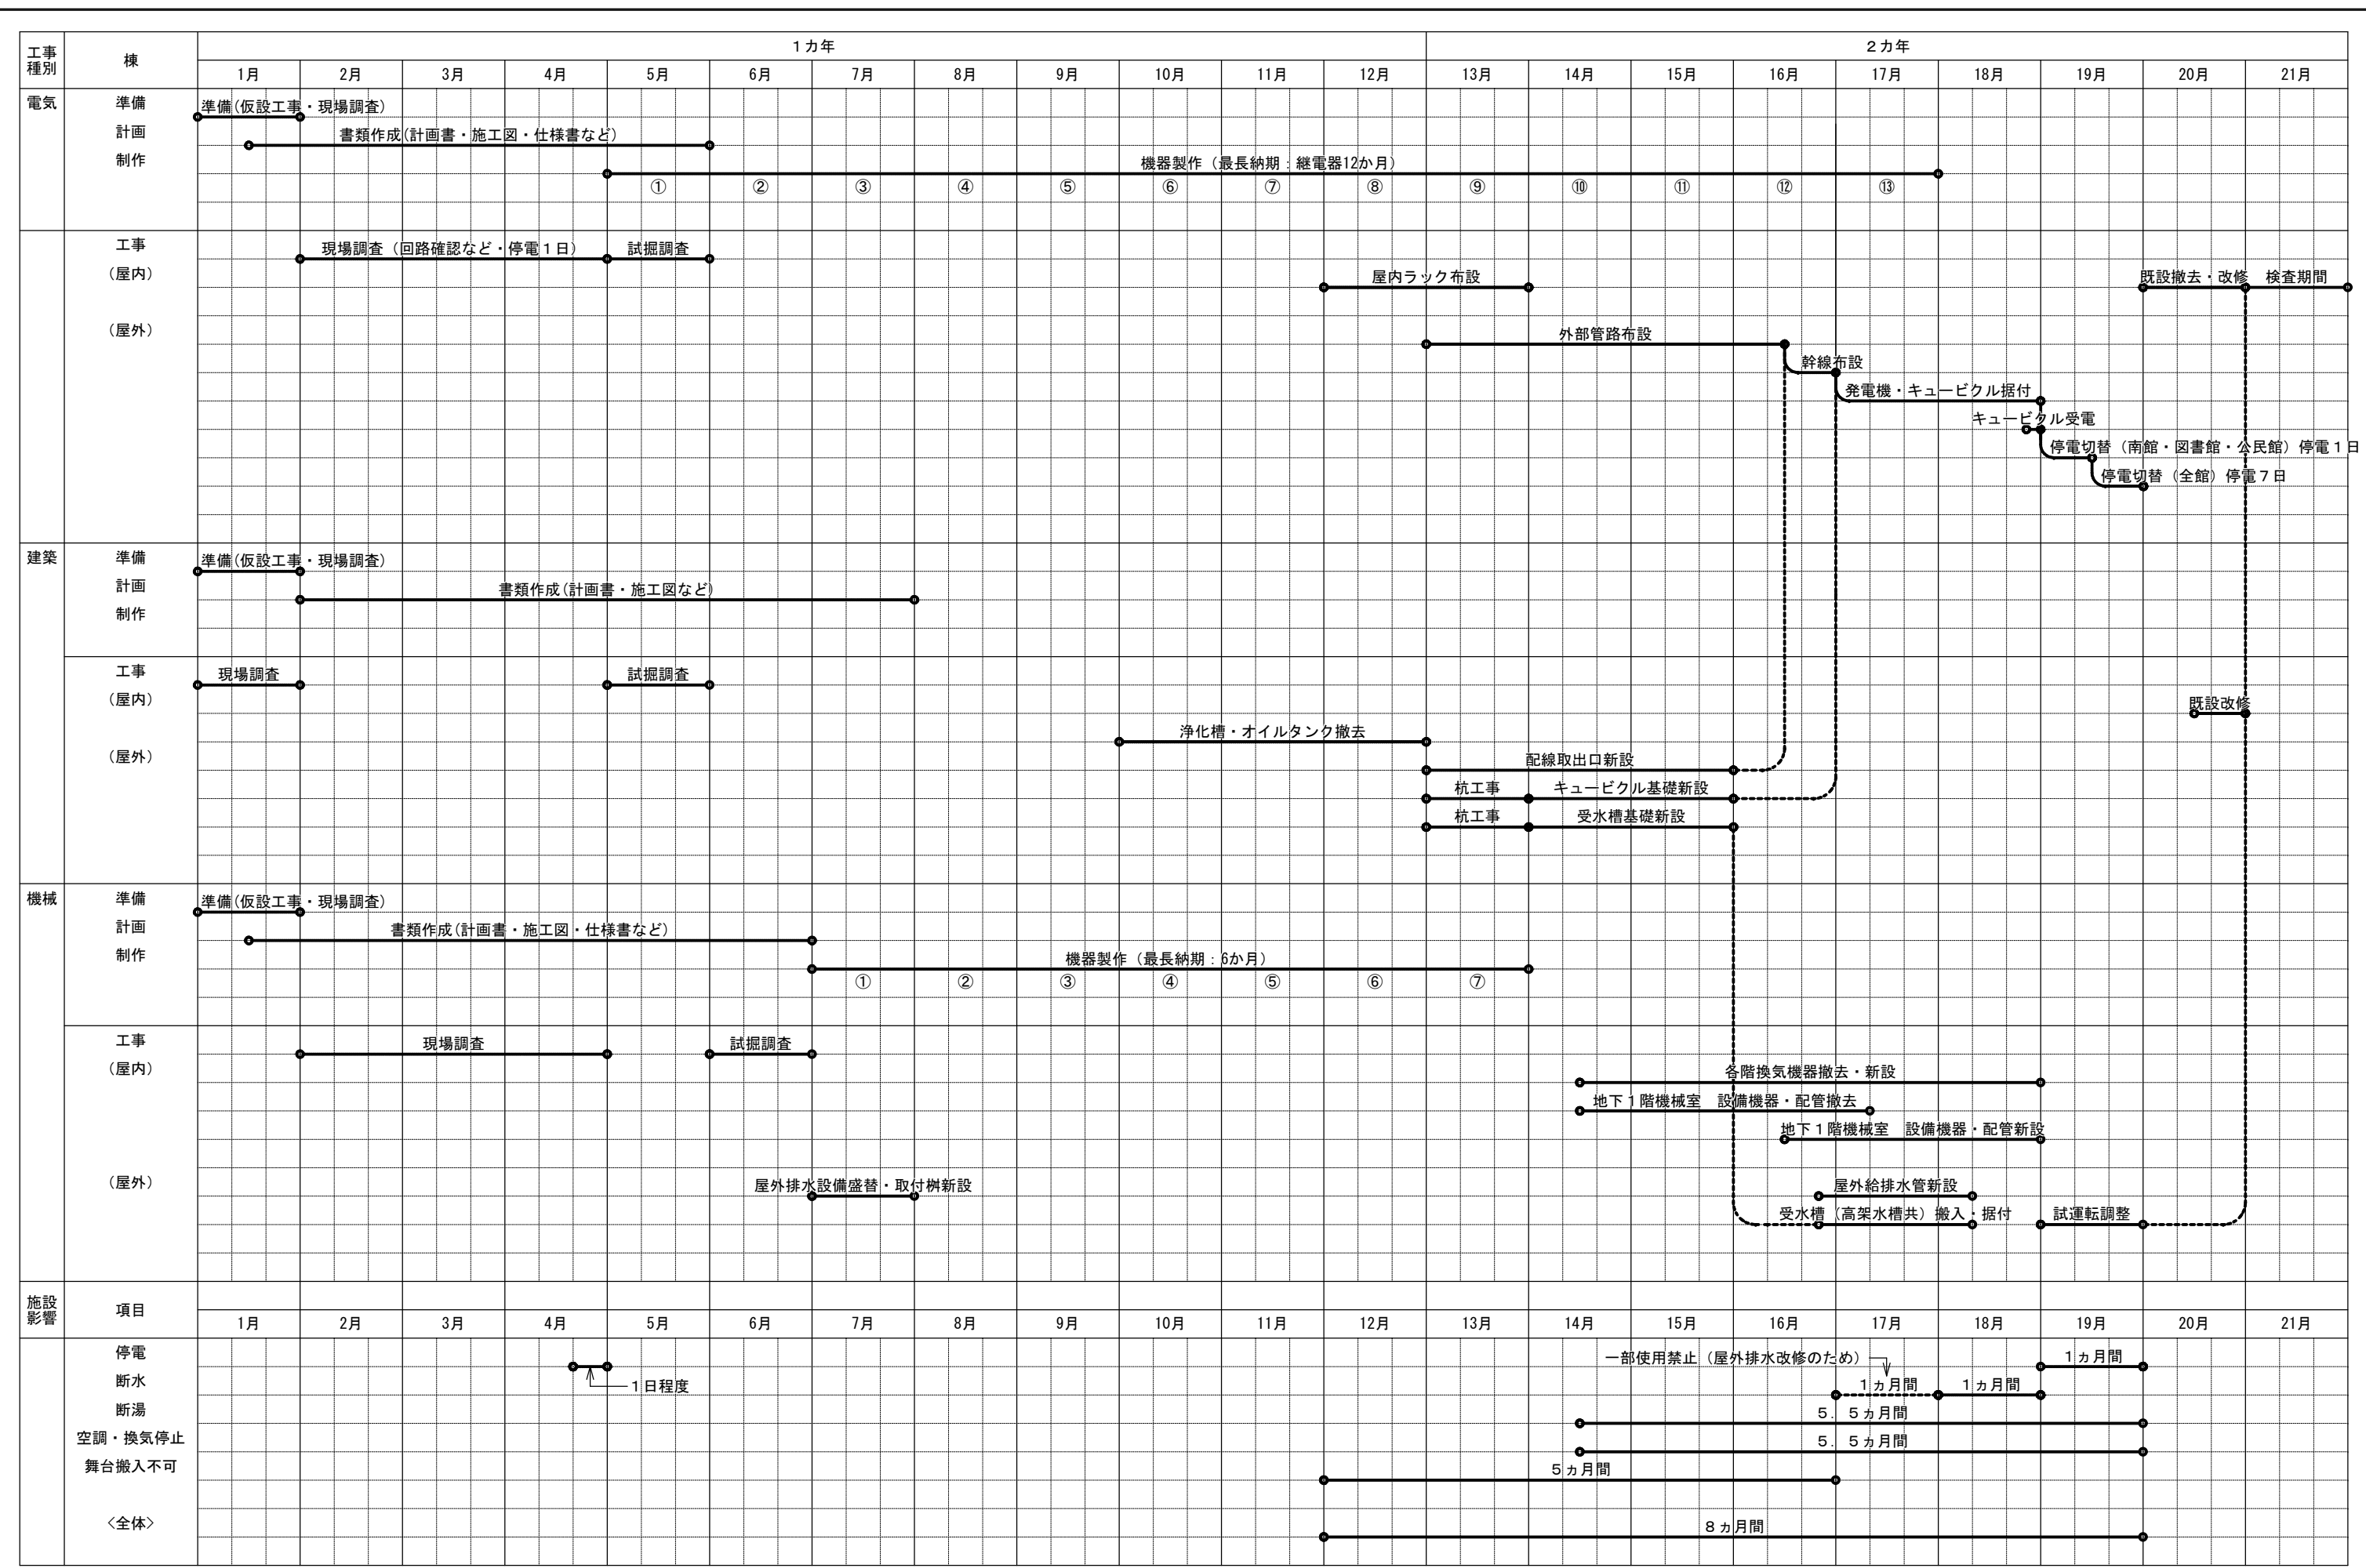 工事
種別
棟
1カ年
2カ年
1月 2月 3月 4月 5月 6月 7月 8月 9月 10月 11月 12月 13月 14月 15月 16月 17月 18月 19月 20月 21月
電気
準備
準備(仮設工事・現場調査)
計画
書類作成(計画書・施工図・仕様書など)
制作
機器製作(最長納期：継電器12か月)
① ② ③ ④ ⑤ ⑥ ⑦ ⑧ ⑨ ⑩ ⑪ ⑫ ⑬
工事
現場調査(回路確認など・停電1日) 試掘調査
(屋内)
屋内ラック布設 既設撤去・改修 検査期間
(屋外)
外部管路布設
幹線布設
発電機・キュービクル据付
キュービクル受電
停電切替(南館・図書館・公民館)停電1日
停電切替(全館)停電7日
建築
準備
準備(仮設工事・現場調査)
計画
書類作成(計画書・施工図など)
制作
工事
現場調査 試掘調査
(屋内)
既設改修
浄化槽・オイルタンク撤去
(屋外)
配線取出口新設
杭工事 キュービクル基礎新設
杭工事 受水槽基礎新設
機械
準備
準備(仮設工事・現場調査)
計画
書類作成(計画書・施工図・仕様書など)
制作
機器製作(最長納期：6か月)
① ② ③ ④ ⑤ ⑥ ⑦
工事
現場調査 試掘調査
(屋内)
各階換気機器撤去・新設
地下1階機械室 設備機器・配管撤去
地下1階機械室 設備機器・配管新設
(屋外)
屋外排水設備盛替・取付桝新設 屋外給排水管新設
受水槽(高架水槽共)搬入・据付 試運転調整
施設
影響
項目
1月 2月 3月 4月 5月 6月 7月 8月 9月 10月 11月 12月 13月 14月 15月 16月 17月 18月 19月 20月 21月
停電
一部使用禁止(屋外排水改修のため) 1ヵ月間
断水
1日程度 1ヵ月間 1ヵ月間
断湯
5．5ヵ月間
空調・換気停止
5．5ヵ月間
舞台搬入不可
5ヵ月間
<全体>
8ヵ月間